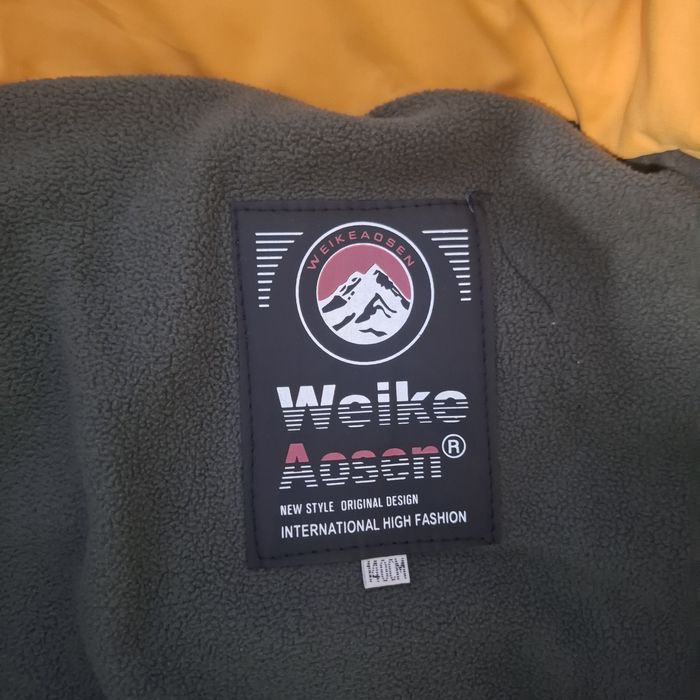 WEIKEAOSEN
Weike
Aosen®
NEW STYLE ORIGINAL DESIGN
INTERNATIONAL HIGH FASHION
140CM